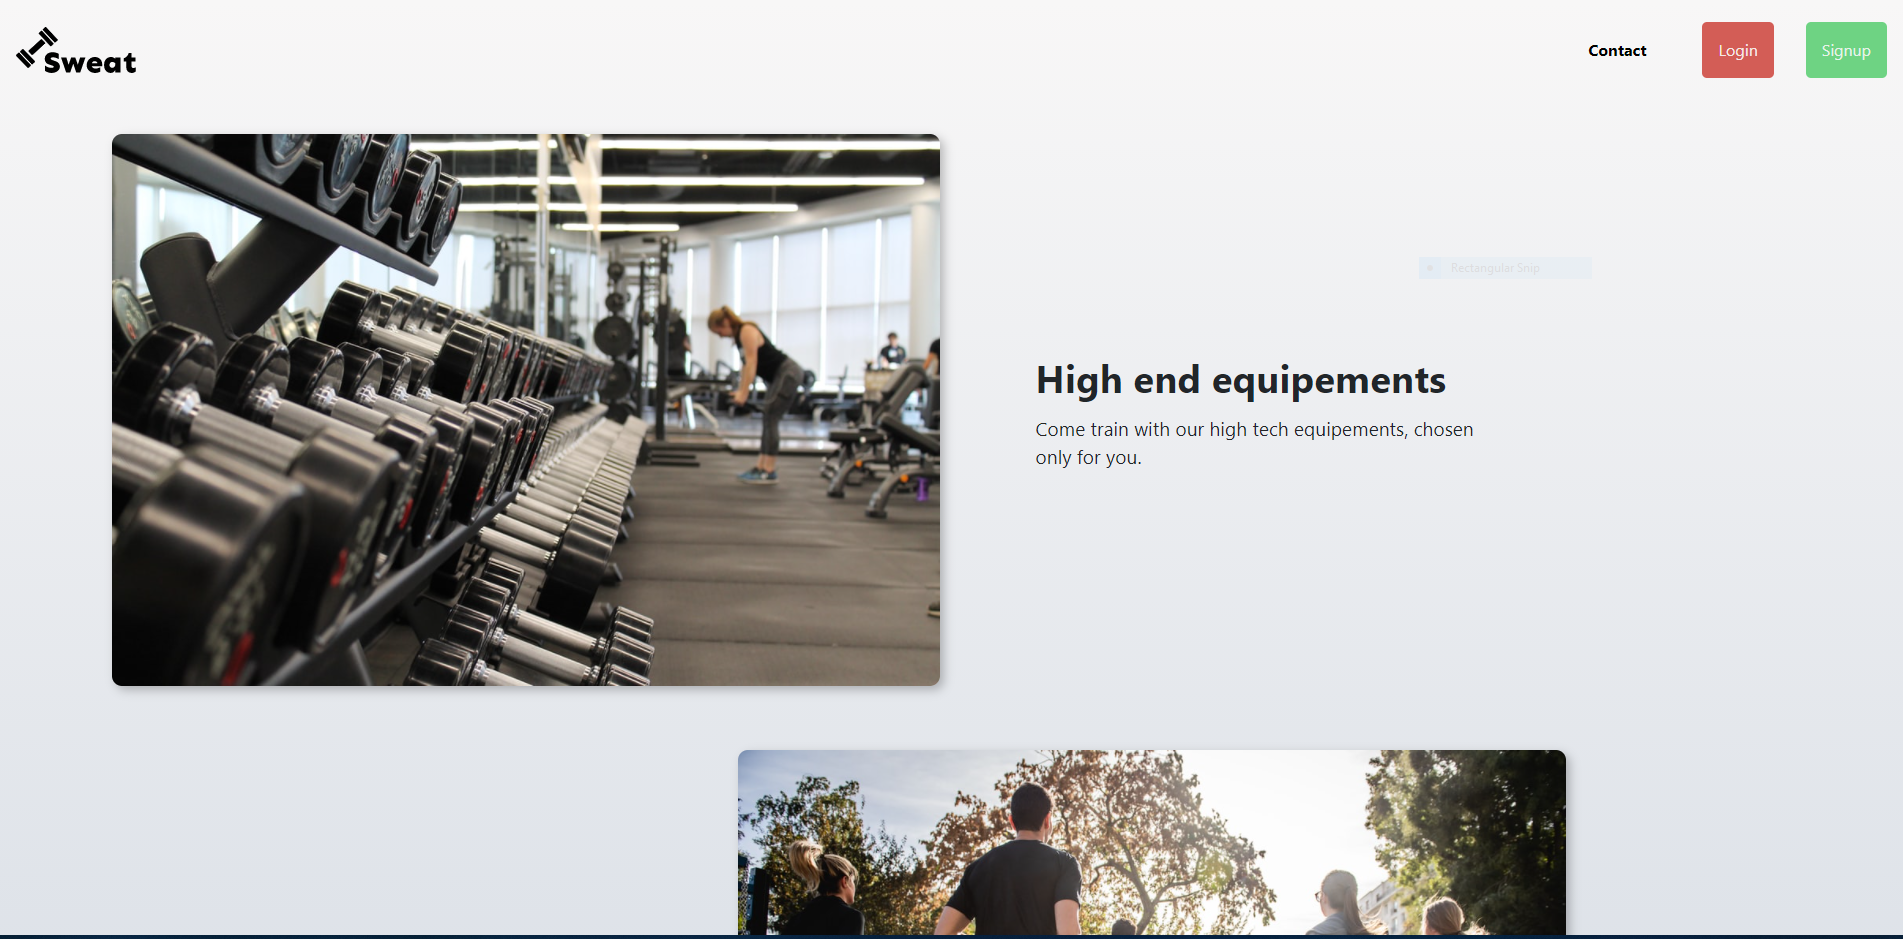 Sweat
Contact
Login
Signup
Rectangular Snip
High end equipements
Come train with our high tech equipements, chosen
only for you.